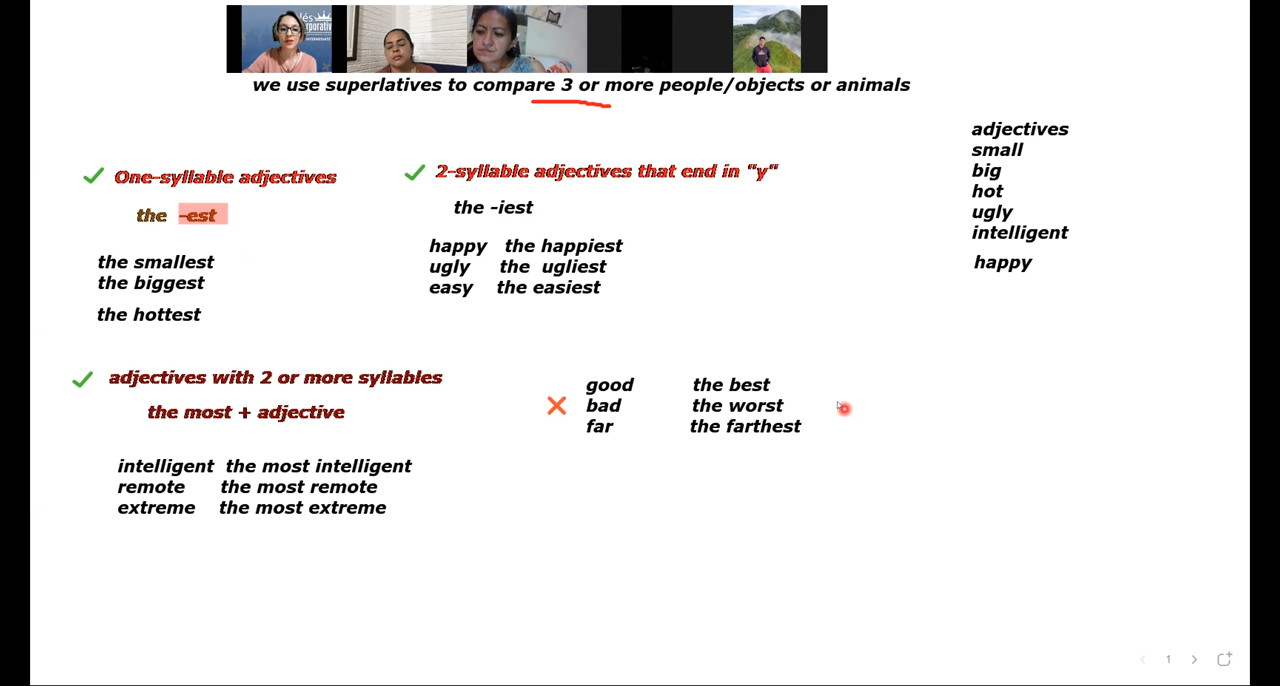 és
rporativ
INTERMEDIATE
we use superlatives to compare 3 or more people/objects or animals
One-syllable adjectives
the -est
the smallest
the biggest
the hottest
2-syllable adjectives that end in "y"
the -iest
happy the happiest
ugly the ugliest
easy the easiest
adjectives
small
big
hot
ugly
intelligent
happy
adjectives with 2 or more syllables
the most + adjective
intelligent the most intelligent
remote the most remote
extreme the most extreme
good the best
bad the worst
far the farthest
1